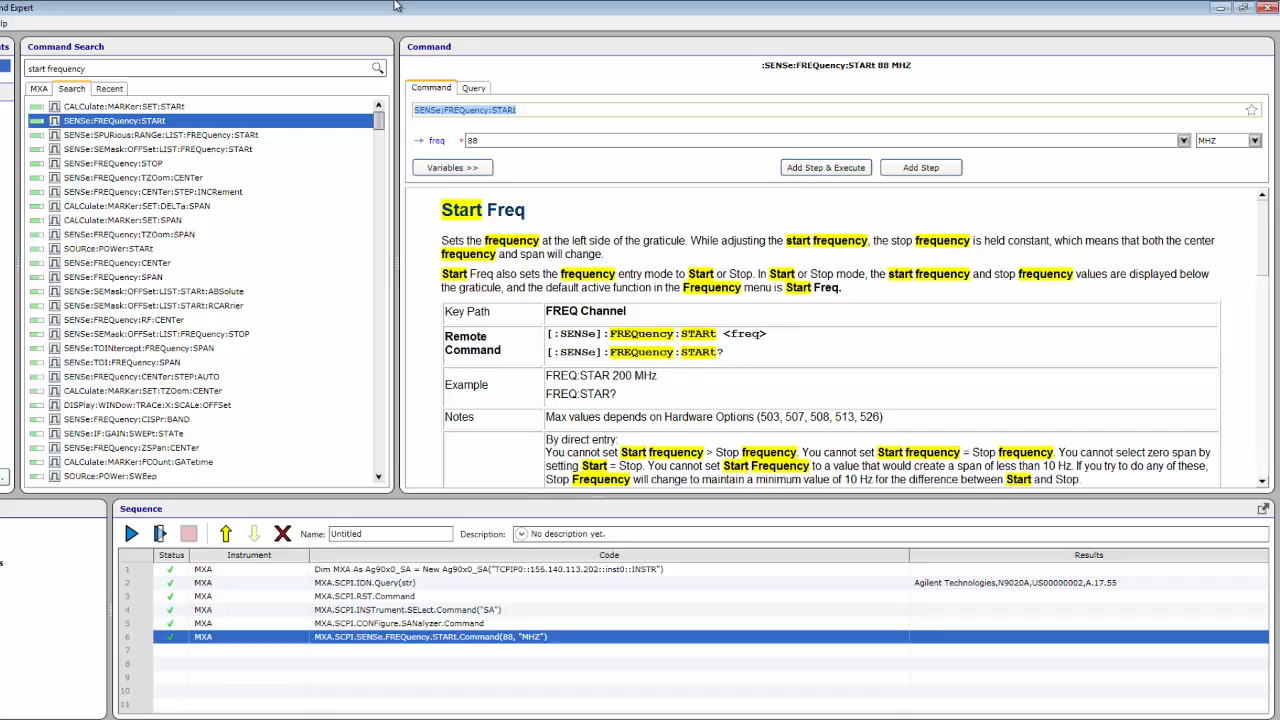 nd Expert
lp
ts
Command Search
start frequency
MXA Search Recent
CALCulate:MARKer:SET:STARt
SENSe:FREQuency:STARt
SENSe:SPURious:RANGe:LIST:FREQuency:STARt
SENSe:SEMask:OFFSet:LIST:FREQuency:STARt
SENSe:FREQuency:STOP
SENSe:FREQuency:TZOom:CENTer
SENSe:FREQuency:CENTer:STEP:INCRement
CALCulate:MARKer:SET:DELTa:SPAN
CALCulate:MARKer:SET:SPAN
SENSe:FREQuency:TZOom:SPAN
SOURce:POWer:STARt
SENSe:FREQuency:CENTer
SENSe:FREQuency:SPAN
SENSe:SEMask:OFFSet:LIST:STARt:ABSolute
SENSe:SEMask:OFFSet:LIST:STARt:RCARrier
SENSe:FREQuency:RF:CENTer
SENSe:SEMask:OFFSet:LIST:FREQuency:STOP
SENSe:TOINtercept:FREQuency:SPAN
SENSe:TOI:FREQuency:SPAN
SENSe:FREQuency:CENTer:STEP:AUTO
CALCulate:MARKer:SET:TZOom:CENTer
DISPlay:WINDow:TRACe:X:SCALe:OFFSet
SENSe:FREQuency:CISPr:BAND
SENSe:IF:GAIN:SWEPt:STATe
SENSe:FREQuency:ZSPan:CENTer
CALCulate:MARKer:FCOunt:GATetime
SOURce:POWer:SWEep
Command
:SENSe:FREQuency:STARt 88 MHZ
Command Query
SENSe:FREQuency:STARt
freq * 88 MHZ
Variables >> Add Step & Execute Add Step
Start Freq
Sets the frequency at the left side of the graticule. While adjusting the start frequency, the stop frequency is held constant, which means that both the center
frequency and span will change.
Start Freq also sets the frequency entry mode to Start or Stop. In Start or Stop mode, the start frequency and stop frequency values are displayed below
the graticule, and the default active function in the Frequency menu is Start Freq.
Key Path FREQ Channel
Remote Command [:SENSe]:FREQuency:STARt <freq>
[:SENSe]:FREQuency:STARt?
Example FREQ:STAR 200 MHz
FREQ:STAR?
Notes Max values depends on Hardware Options (503, 507, 508, 513, 526)
By direct entry:
You cannot set Start frequency > Stop frequency. You cannot set Start frequency = Stop frequency. You cannot select zero span by
setting Start = Stop. You cannot set Start Frequency to a value that would create a span of less than 10 Hz. If you try to do any of these,
Stop Frequency will change to maintain a minimum value of 10 Hz for the difference between Start and Stop.
Sequence
Name: Untitled Description: No description yet.
Status Instrument Code Results
1 MXA Dim MXA As Ag90x0_SA = New Ag90x0_SA("TCPIP0::156.140.113.202::inst0::INSTR")
2 MXA MXA.SCPI.IDN.Query(str) Agilent Technologies,N9020A,US00000002,A.17.55
3 MXA MXA.SCPI.RST.Command
4 MXA MXA.SCPI.INSTrument.SELect.Command("SA")
5 MXA MXA.SCPI.CONFigure.SANalyzer.Command
6 MXA MXA.SCPI.SENSe.FREQuency.STARt.Command(88, "MHZ")
7
8
9
10
11